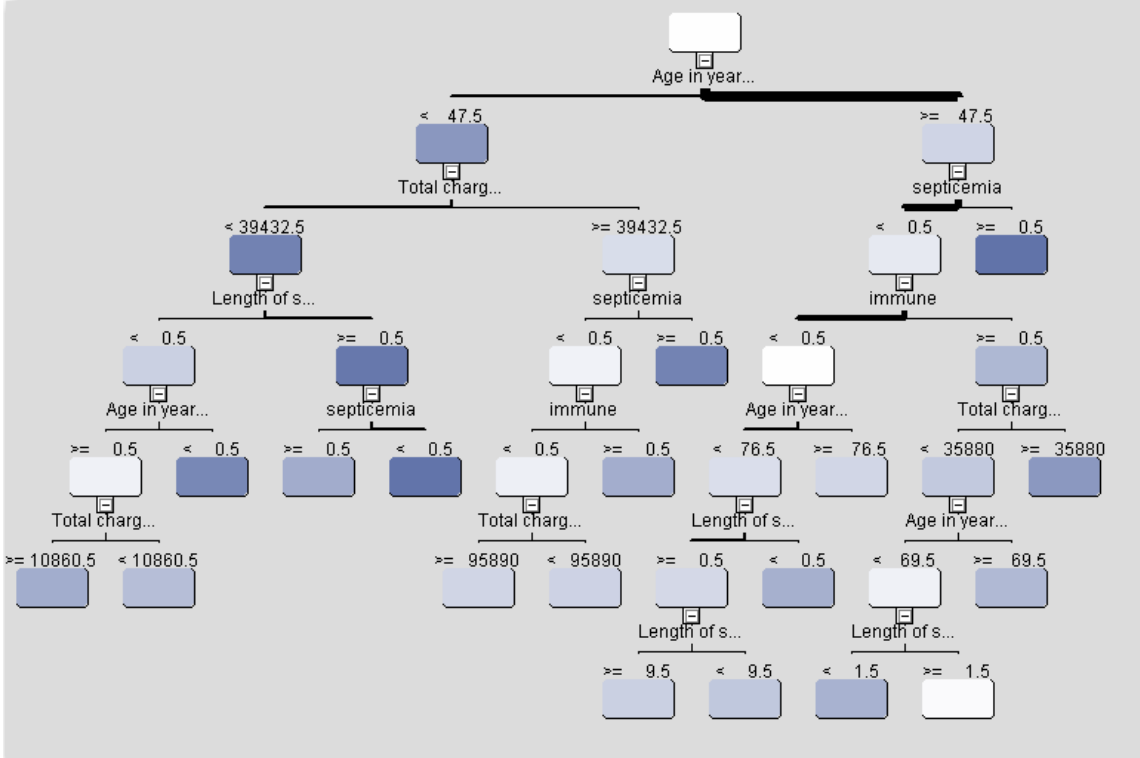 Age in year...
< 47.5 >= 47.5
Total charg... septicemia
< 39432.5 >= 39432.5 < 0.5 >= 0.5
Length of s... septicemia immune
< 0.5 >= 0.5 < 0.5 >= 0.5 < 0.5 >= 0.5
Age in year... septicemia immune Age in year... Total charg...
>= 0.5 < 0.5 >= 0.5 < 0.5 < 0.5 >= 0.5 < 76.5 >= 76.5 < 35880 >= 35880
Total charg... Total charg... Length of s... Age in year...
>= 10860.5 < 10860.5 >= 95890 < 95890 >= 0.5 < 0.5 < 69.5 >= 69.5
Length of s... Length of s...
>= 9.5 < 9.5 < 1.5 >= 1.5